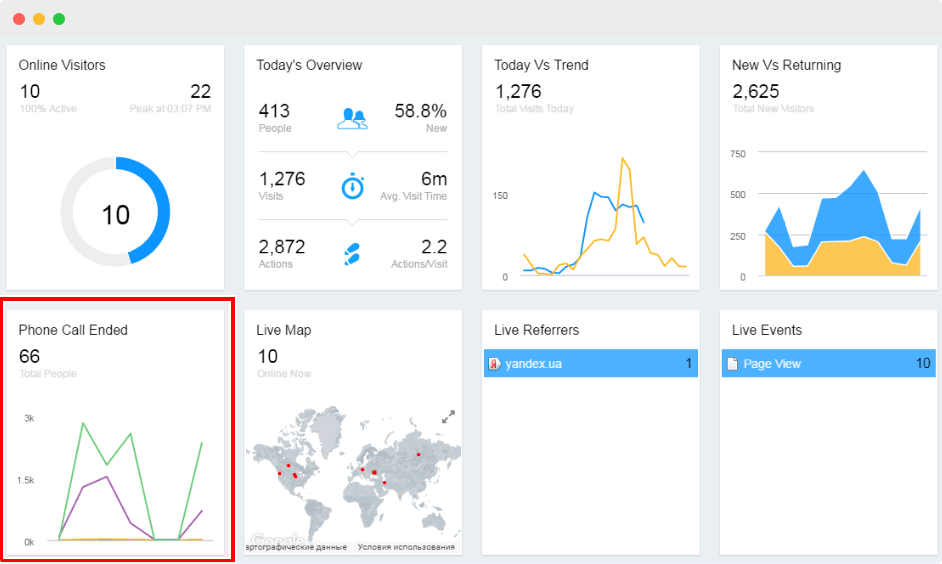 Online Visitors
10 22
100% Active Peak at 03:07 PM
10
Today's Overview
413 58.8%
People New
1,276 6m
Visits Avg. Visit Time
2,872 2.2
Actions Actions/Visit
Today Vs Trend
1,276
Total Visits Today
150
0
New Vs Returning
2,625
Total New Visitors
750
500
250
0
Phone Call Ended
66
Total People
3k
1.5k
0k
Live Map
10
Online Now
Google
артографические данные Условия использования
Live Referrers
Я yandex.ua 1
Live Events
Page View 10